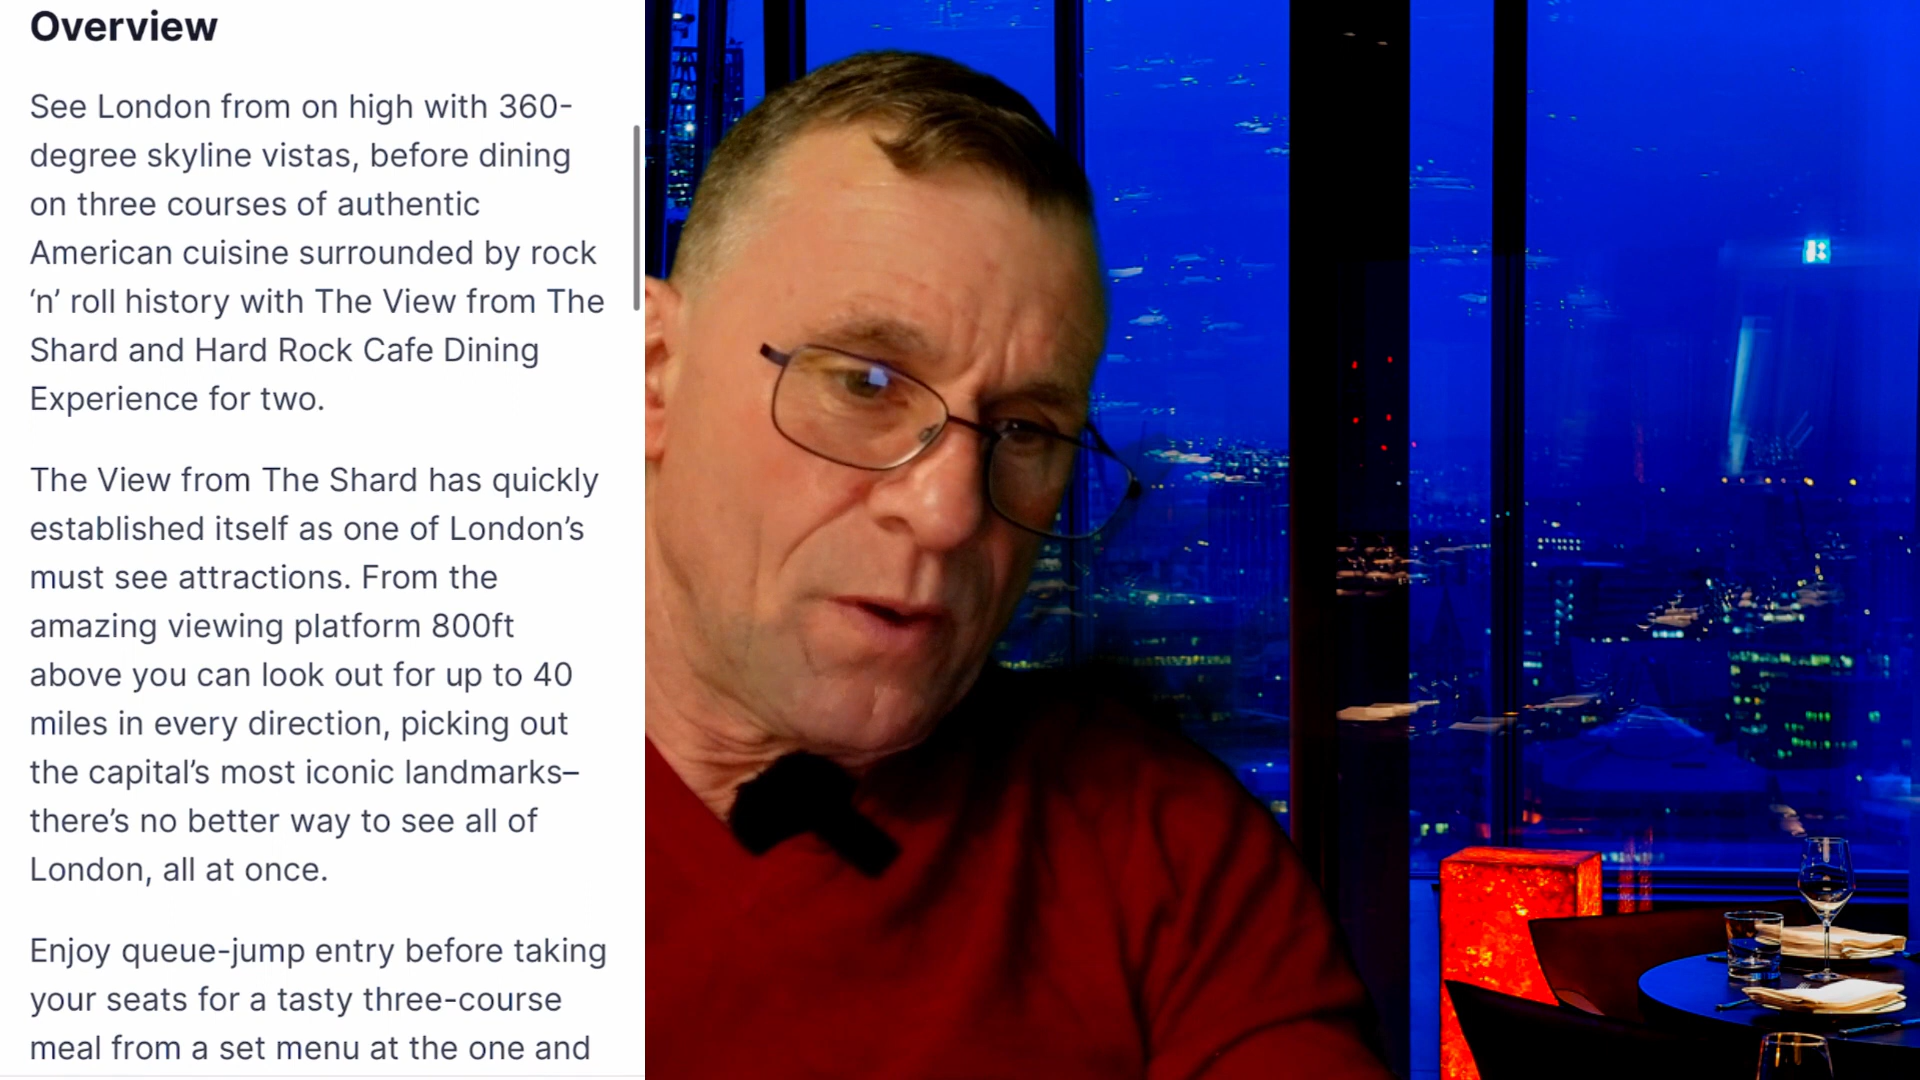 Overview
See London from on high with 360-
degree skyline vistas, before dining
on three courses of authentic
American cuisine surrounded by rock
‘n’ roll history with The View from The
Shard and Hard Rock Cafe Dining
Experience for two.
The View from The Shard has quickly
established itself as one of London’s
must see attractions. From the
amazing viewing platform 800ft
above you can look out for up to 40
miles in every direction, picking out
the capital’s most iconic landmarks–
there’s no better way to see all of
London, all at once.
Enjoy queue-jump entry before taking
your seats for a tasty three-course
meal from a set menu at the one and